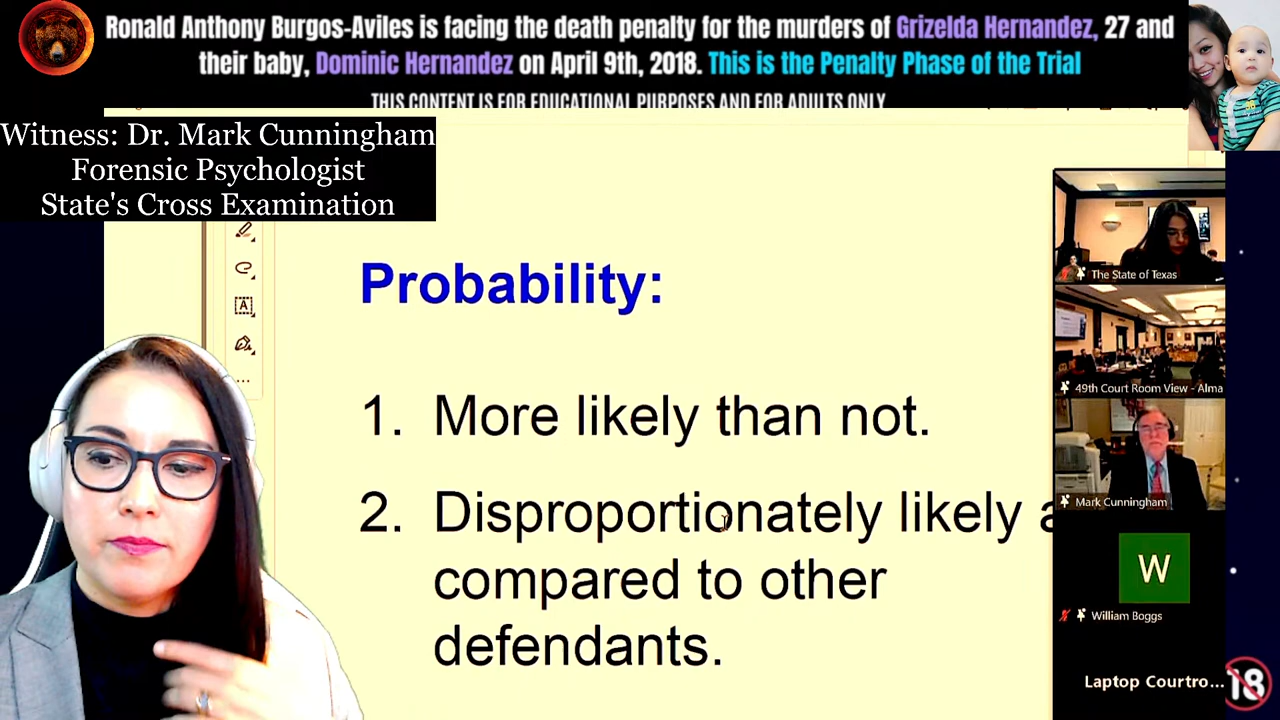 Ronald Anthony Burgos-Aviles is facing the death penalty for the murders of Grizelda Hernandez, 27 and
their baby, Dominic Hernandez on April 9th, 2018. This is the Penalty Phase of the Trial
THIS CONTENT IS FOR EDUCATIONAL PURPOSES AND FOR ADULTS ONLY
Witness: Dr. Mark Cunningham
Forensic Psychologist
State's Cross Examination
Probability:
1. More likely than not.
2. Disproportionately likely a
compared to other
defendants.
The State of Texas
49th Court Room View - Alma
Mark Cunningham
W
William Boggs
Laptop Courtro...
18